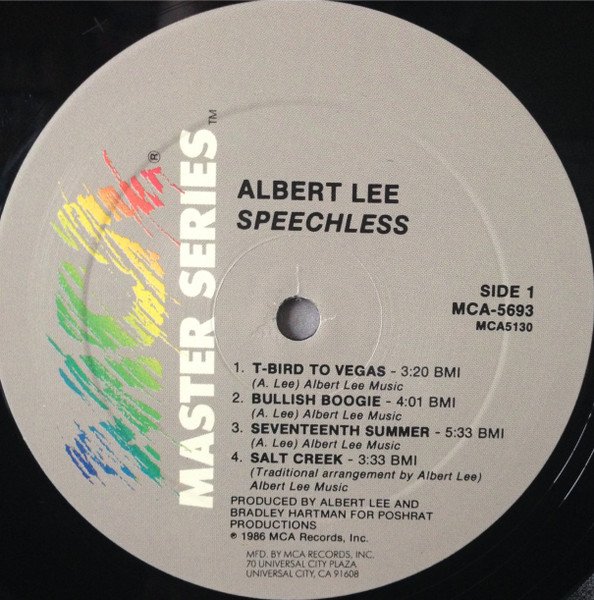 MCA ®
MASTER SERIES™
ALBERT LEE
SPEECHLESS
SIDE 1
MCA-5693
MCA5130
1. T-BIRD TO VEGAS - 3:20 BMI
(A. Lee) Albert Lee Music
2. BULLISH BOOGIE - 4:01 BMI
(A. Lee) Albert Lee Music
3. SEVENTEENTH SUMMER - 5:33 BMI
(A. Lee) Albert Lee Music
4. SALT CREEK - 3:33 BMI
(Traditional arrangement by Albert Lee)
Albert Lee Music
PRODUCED BY ALBERT LEE AND
BRADLEY HARTMAN FOR POSHRAT
PRODUCTIONS
℗ 1986 MCA Records, Inc.
MFD. BY MCA RECORDS, INC.
70 UNIVERSAL CITY PLAZA
UNIVERSAL CITY, CA 91608